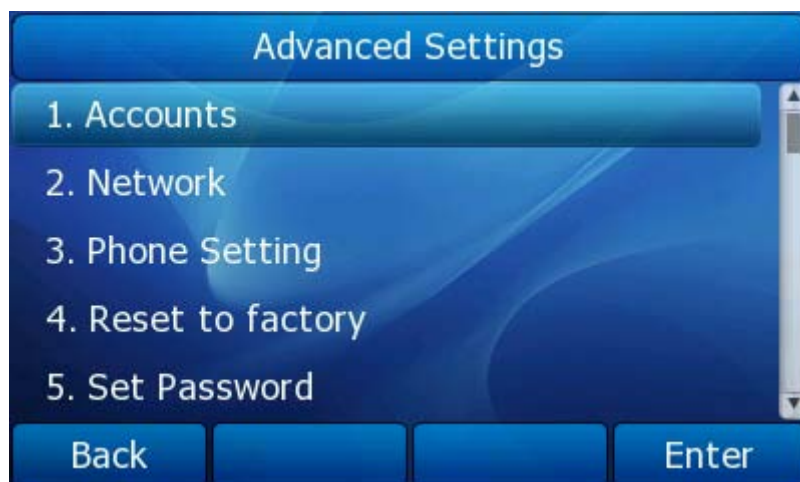 Advanced Settings
1. Accounts
2. Network
3. Phone Setting
4. Reset to factory
5. Set Password
Back Enter